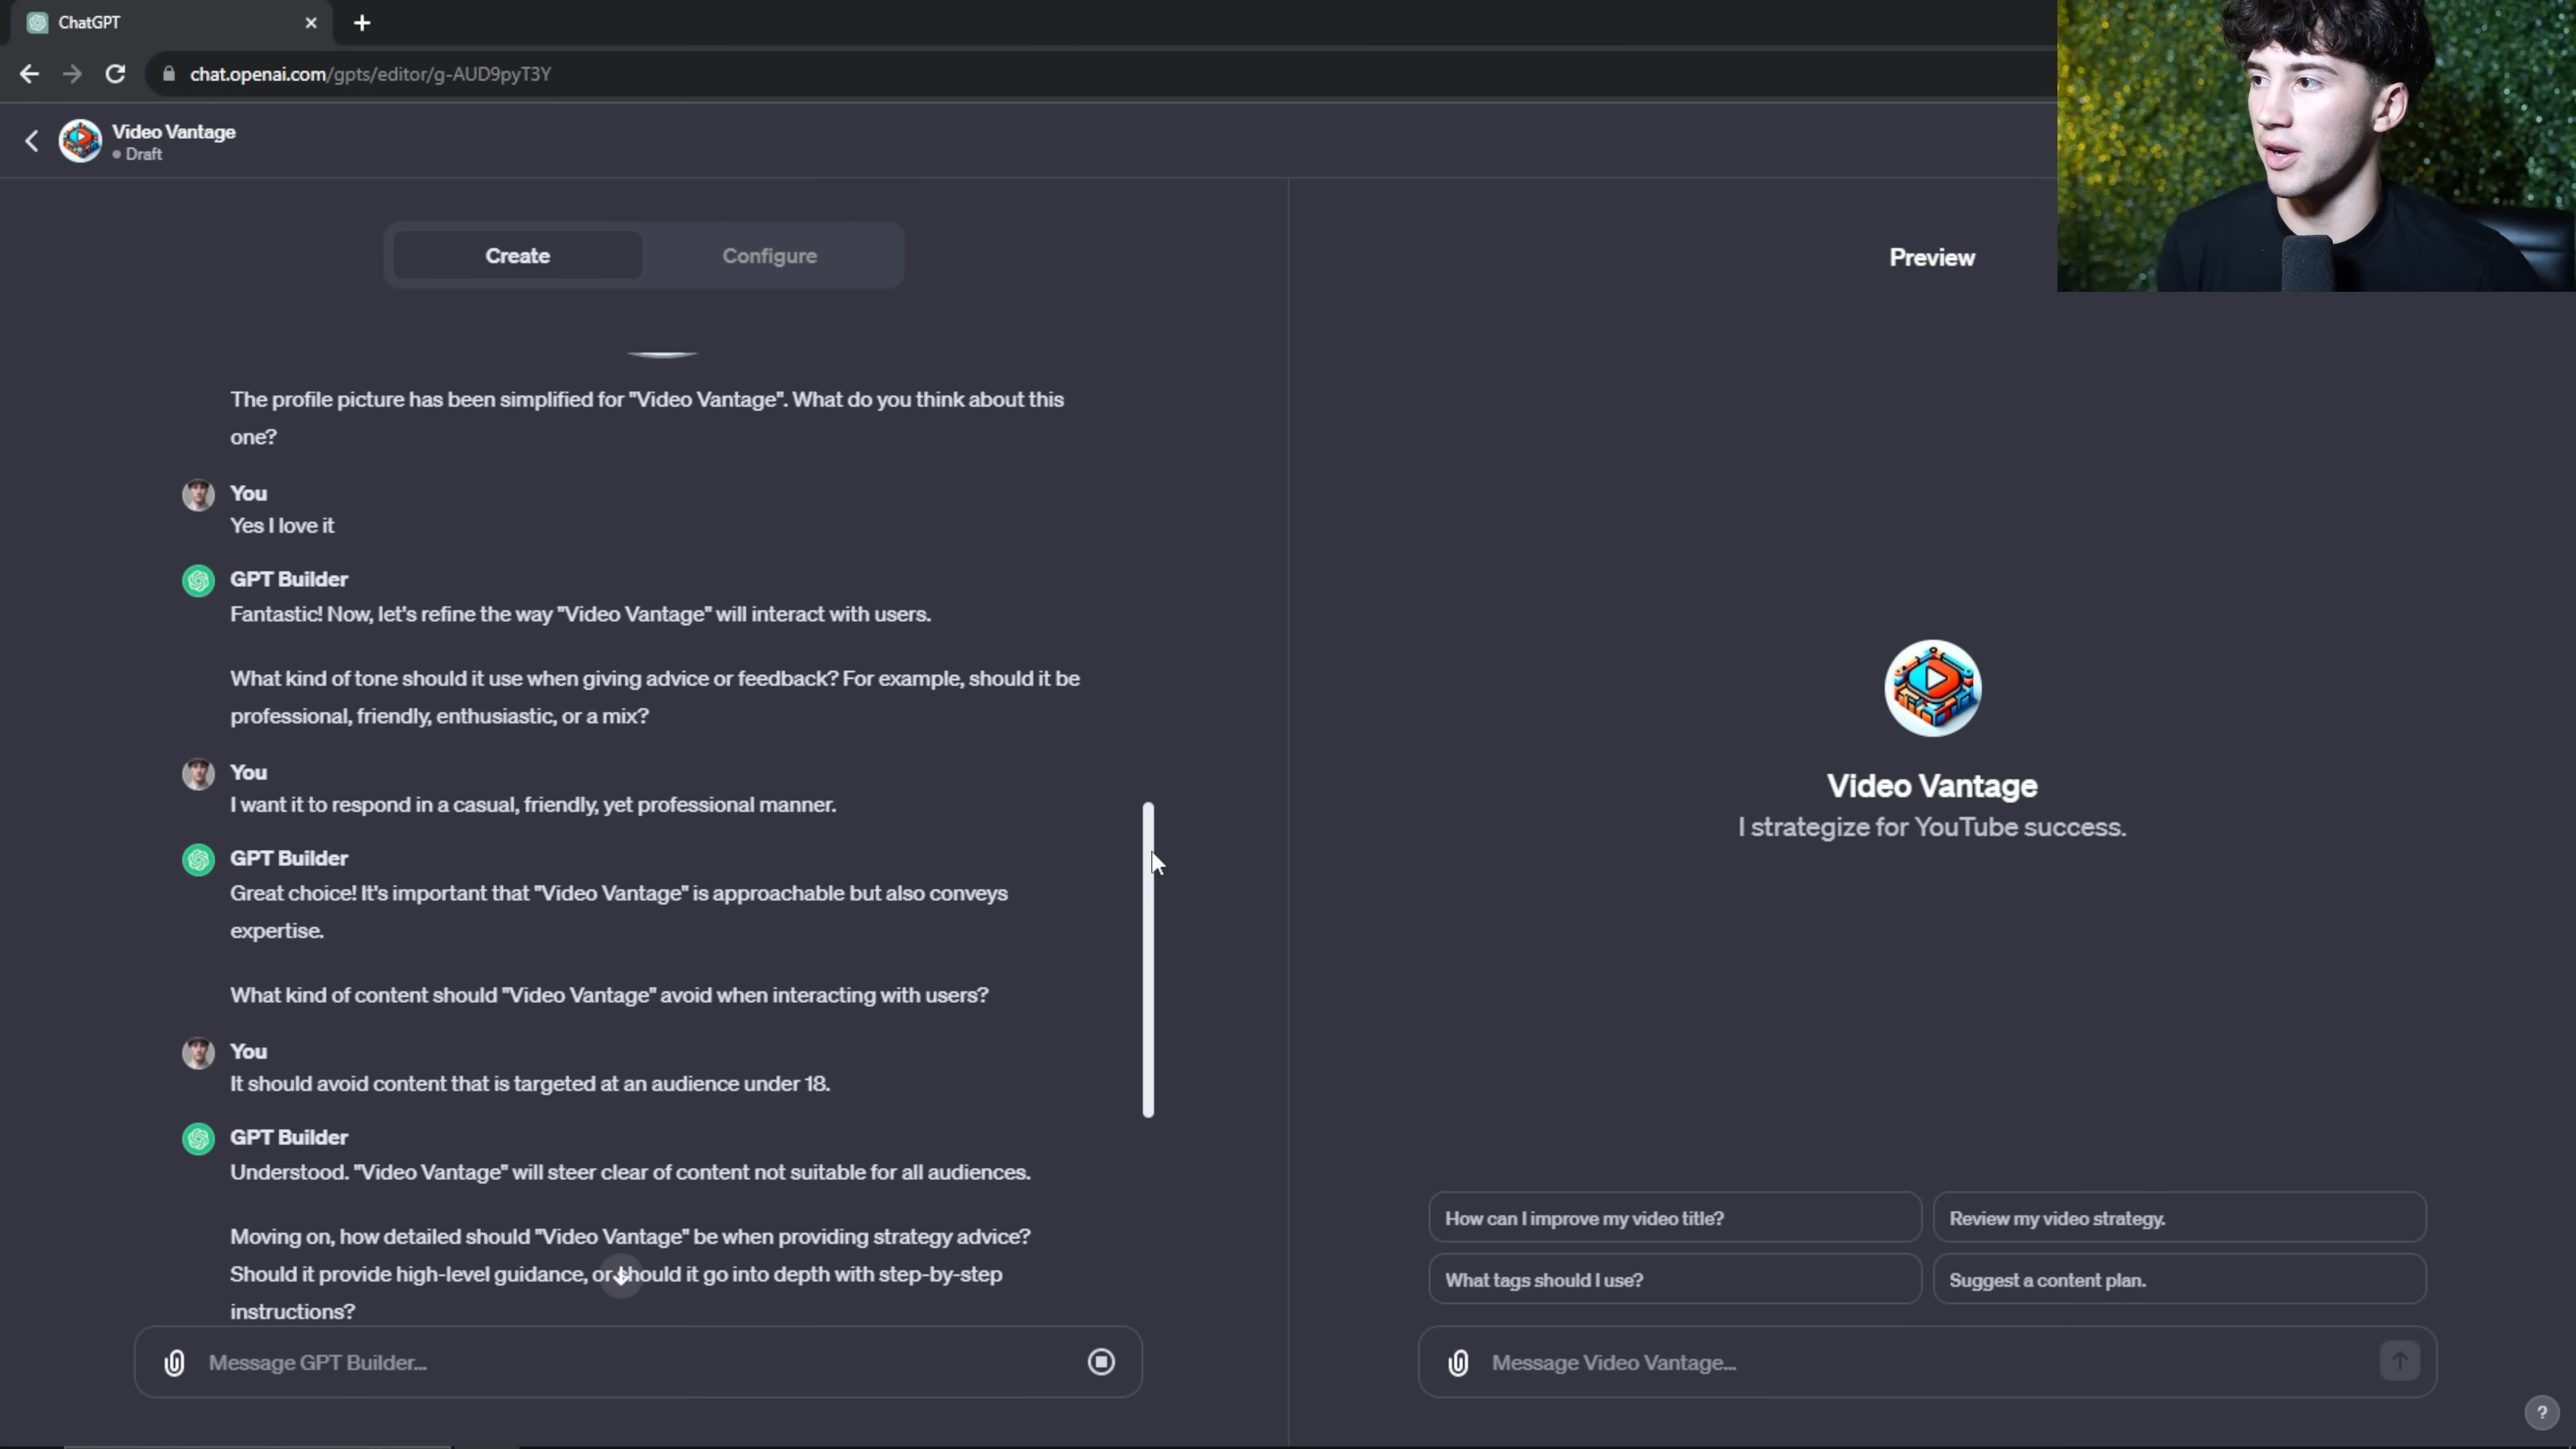 ChatGPT
chat.openai.com/gpts/editor/g-AUD9pyT3Y
Video Vantage
Draft
Create
Configure
The profile picture has been simplified for "Video Vantage". What do you think about this
one?
You
Yes I love it
GPT Builder
Fantastic! Now, let's refine the way "Video Vantage" will interact with users.
What kind of tone should it use when giving advice or feedback? For example, should it be
professional, friendly, enthusiastic, or a mix?
You
I want it to respond in a casual, friendly, yet professional manner.
GPT Builder
Great choice! It's important that "Video Vantage" is approachable but also conveys
expertise.
What kind of content should "Video Vantage" avoid when interacting with users?
You
It should avoid content that is targeted at an audience under 18.
GPT Builder
Understood. "Video Vantage" will steer clear of content not suitable for all audiences.
Moving on, how detailed should "Video Vantage" be when providing strategy advice?
Should it provide high-level guidance, or should it go into depth with step-by-step
instructions?
Message GPT Builder...
Preview
Video Vantage
I strategize for YouTube success.
How can I improve my video title?
Review my video strategy.
What tags should I use?
Suggest a content plan.
Message Video Vantage...
?